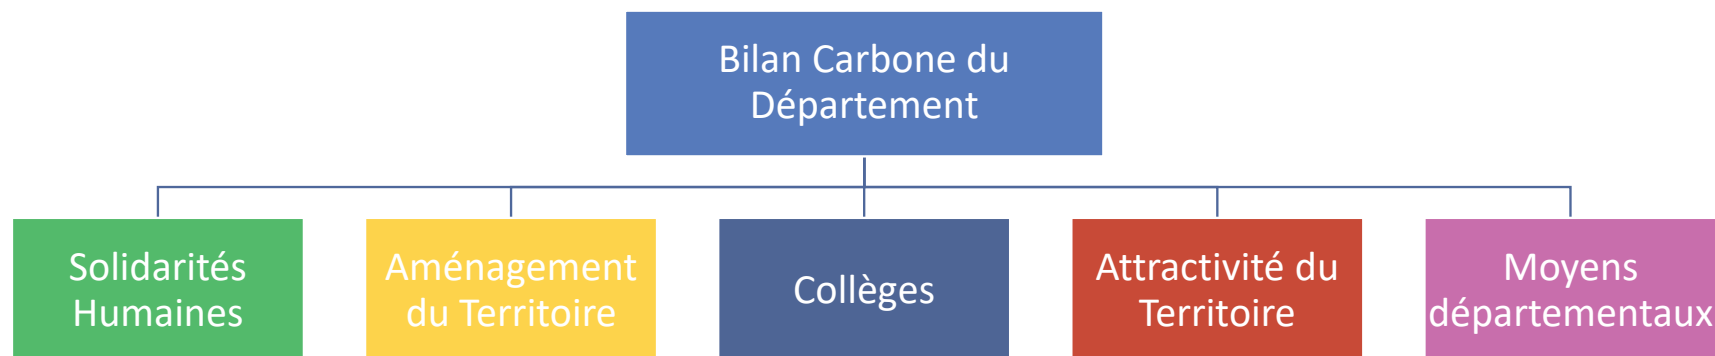 Bilan Carbone du
Département
Solidarités
Humaines
Aménagement
du Territoire
Collèges
Attractivité du
Territoire
Moyens
départementaux